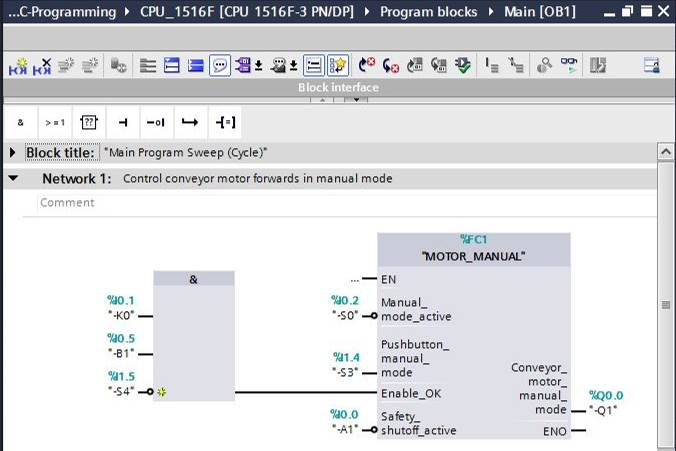 ...C-Programming ▸ CPU_1516F [CPU 1516F-3 PN/DP] ▸ Program blocks ▸ Main [OB1]
Block interface
& >=1 ??
Block title: "Main Program Sweep (Cycle)"
Network 1: Control conveyor motor forwards in manual mode
Comment
%FC1
"MOTOR_MANUAL"
&
... EN
%I0.1
"-K0"
%I0.2
"-S0"
Manual_
mode_active
%I0.5
"-B1"
%I1.4
"-S3"
Pushbutton_
manual_
mode
%I1.5
"-S4"
Enable_OK
%I0.0
"-A1"
Safety_
shutoff_active
Conveyor_
motor_
manual_
mode
%Q0.0
"-Q1"
ENO